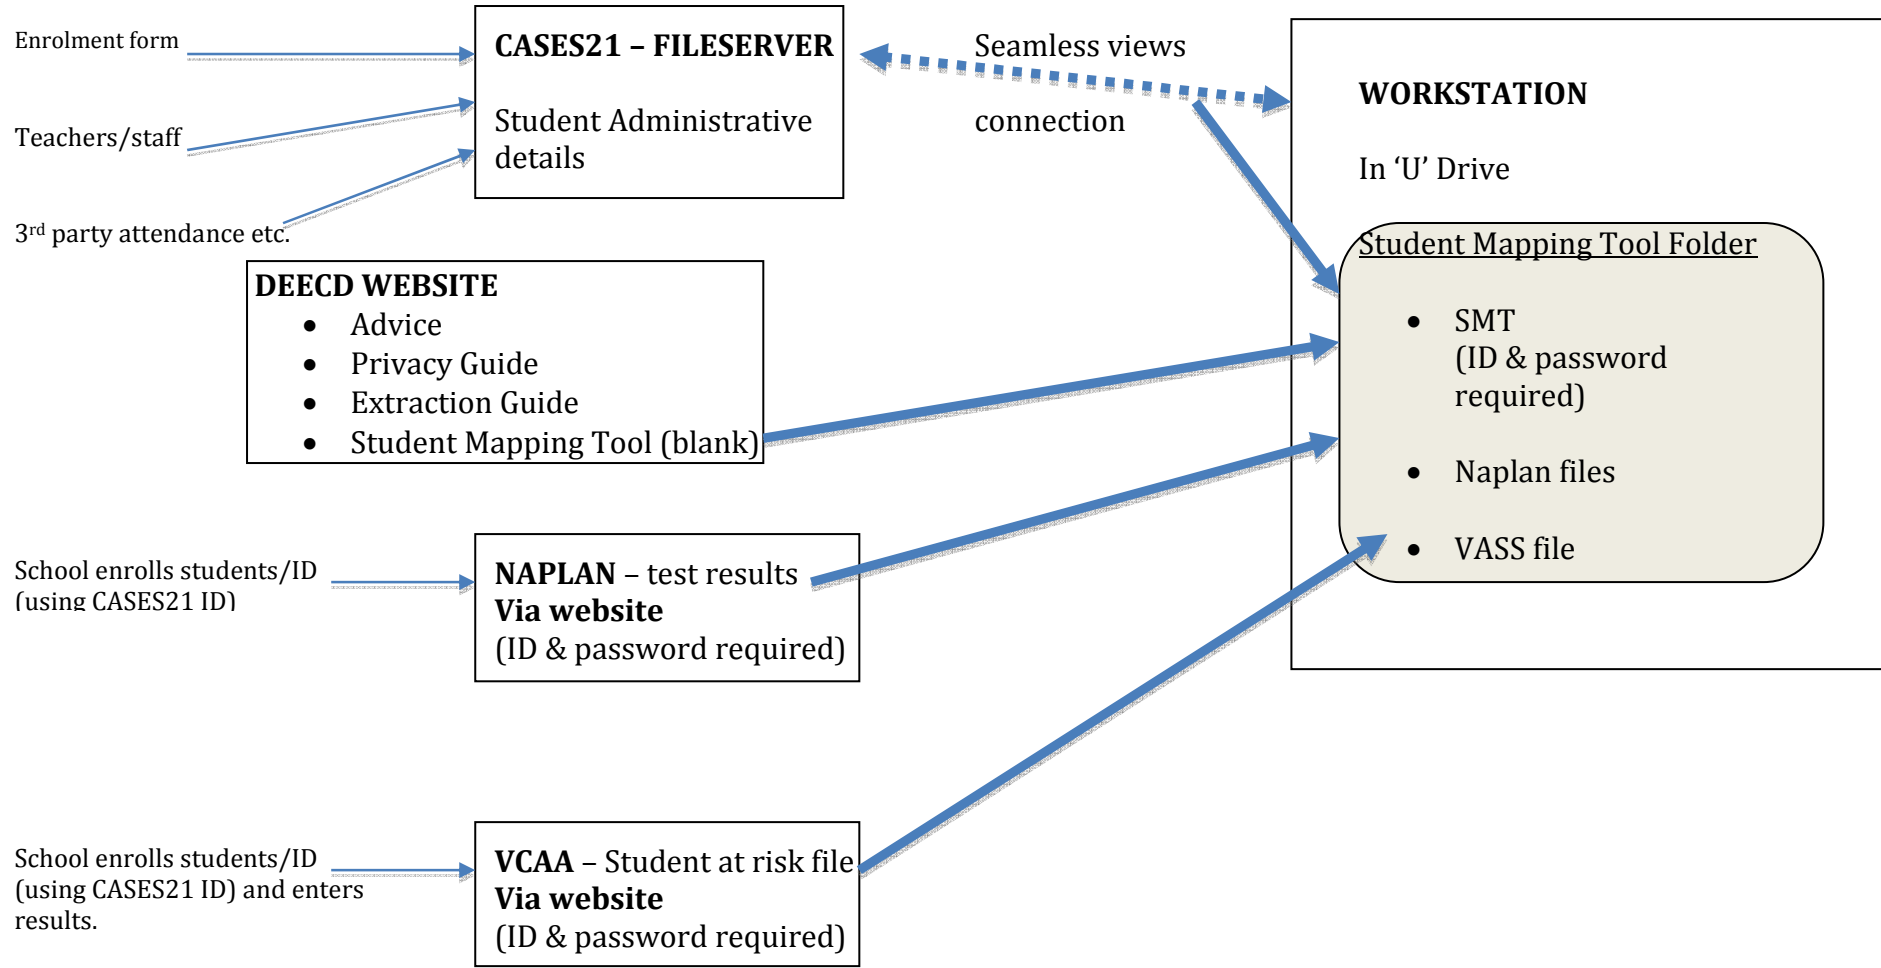 Enrolment form
Teachers/staff
3rd party attendance etc.
CASES21 – FILESERVER
Student Administrative
details
Seamless views
connection
WORKSTATION
In ‘U’ Drive
Student Mapping Tool Folder
• SMT
(ID & password
required)
• Naplan files
• VASS file
DEECD WEBSITE
• Advice
• Privacy Guide
• Extraction Guide
• Student Mapping Tool (blank)
School enrolls students/ID
(using CASES21 ID)
NAPLAN – test results
Via website
(ID & password required)
School enrolls students/ID
(using CASES21 ID) and enters
results.
VCAA – Student at risk file
Via website
(ID & password required)